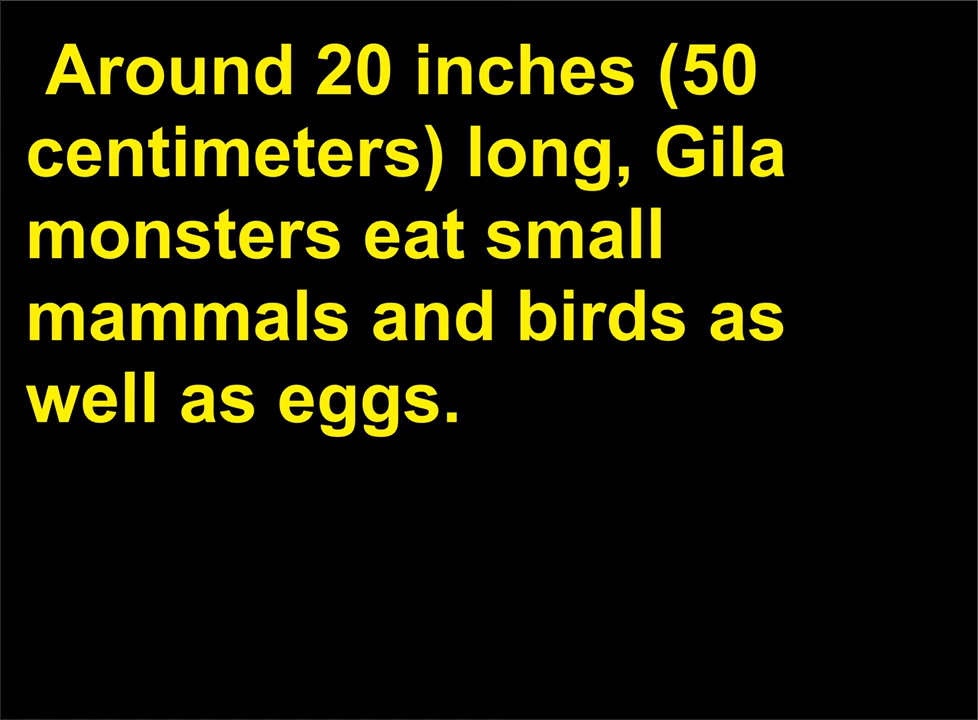 Around 20 inches (50
centimeters) long, Gila
monsters eat small
mammals and birds as
well as eggs.